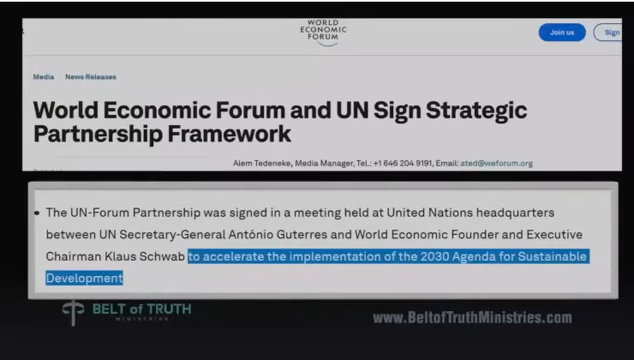 WORLD
ECONOMIC
FORUM
Join us
Sign
Media News Releases
World Economic Forum and UN Sign Strategic
Partnership Framework
Alem Tedeneke, Media Manager, Tel.: +1 646 204 9191, Email: ated@weforum.org
• The UN-Forum Partnership was signed in a meeting held at United Nations headquarters
between UN Secretary-General António Guterres and World Economic Founder and Executive
Chairman Klaus Schwab to accelerate the implementation of the 2030 Agenda for Sustainable
Development
BELT of TRUTH
MINISTRIES
www.BeltofTruthMinistries.com